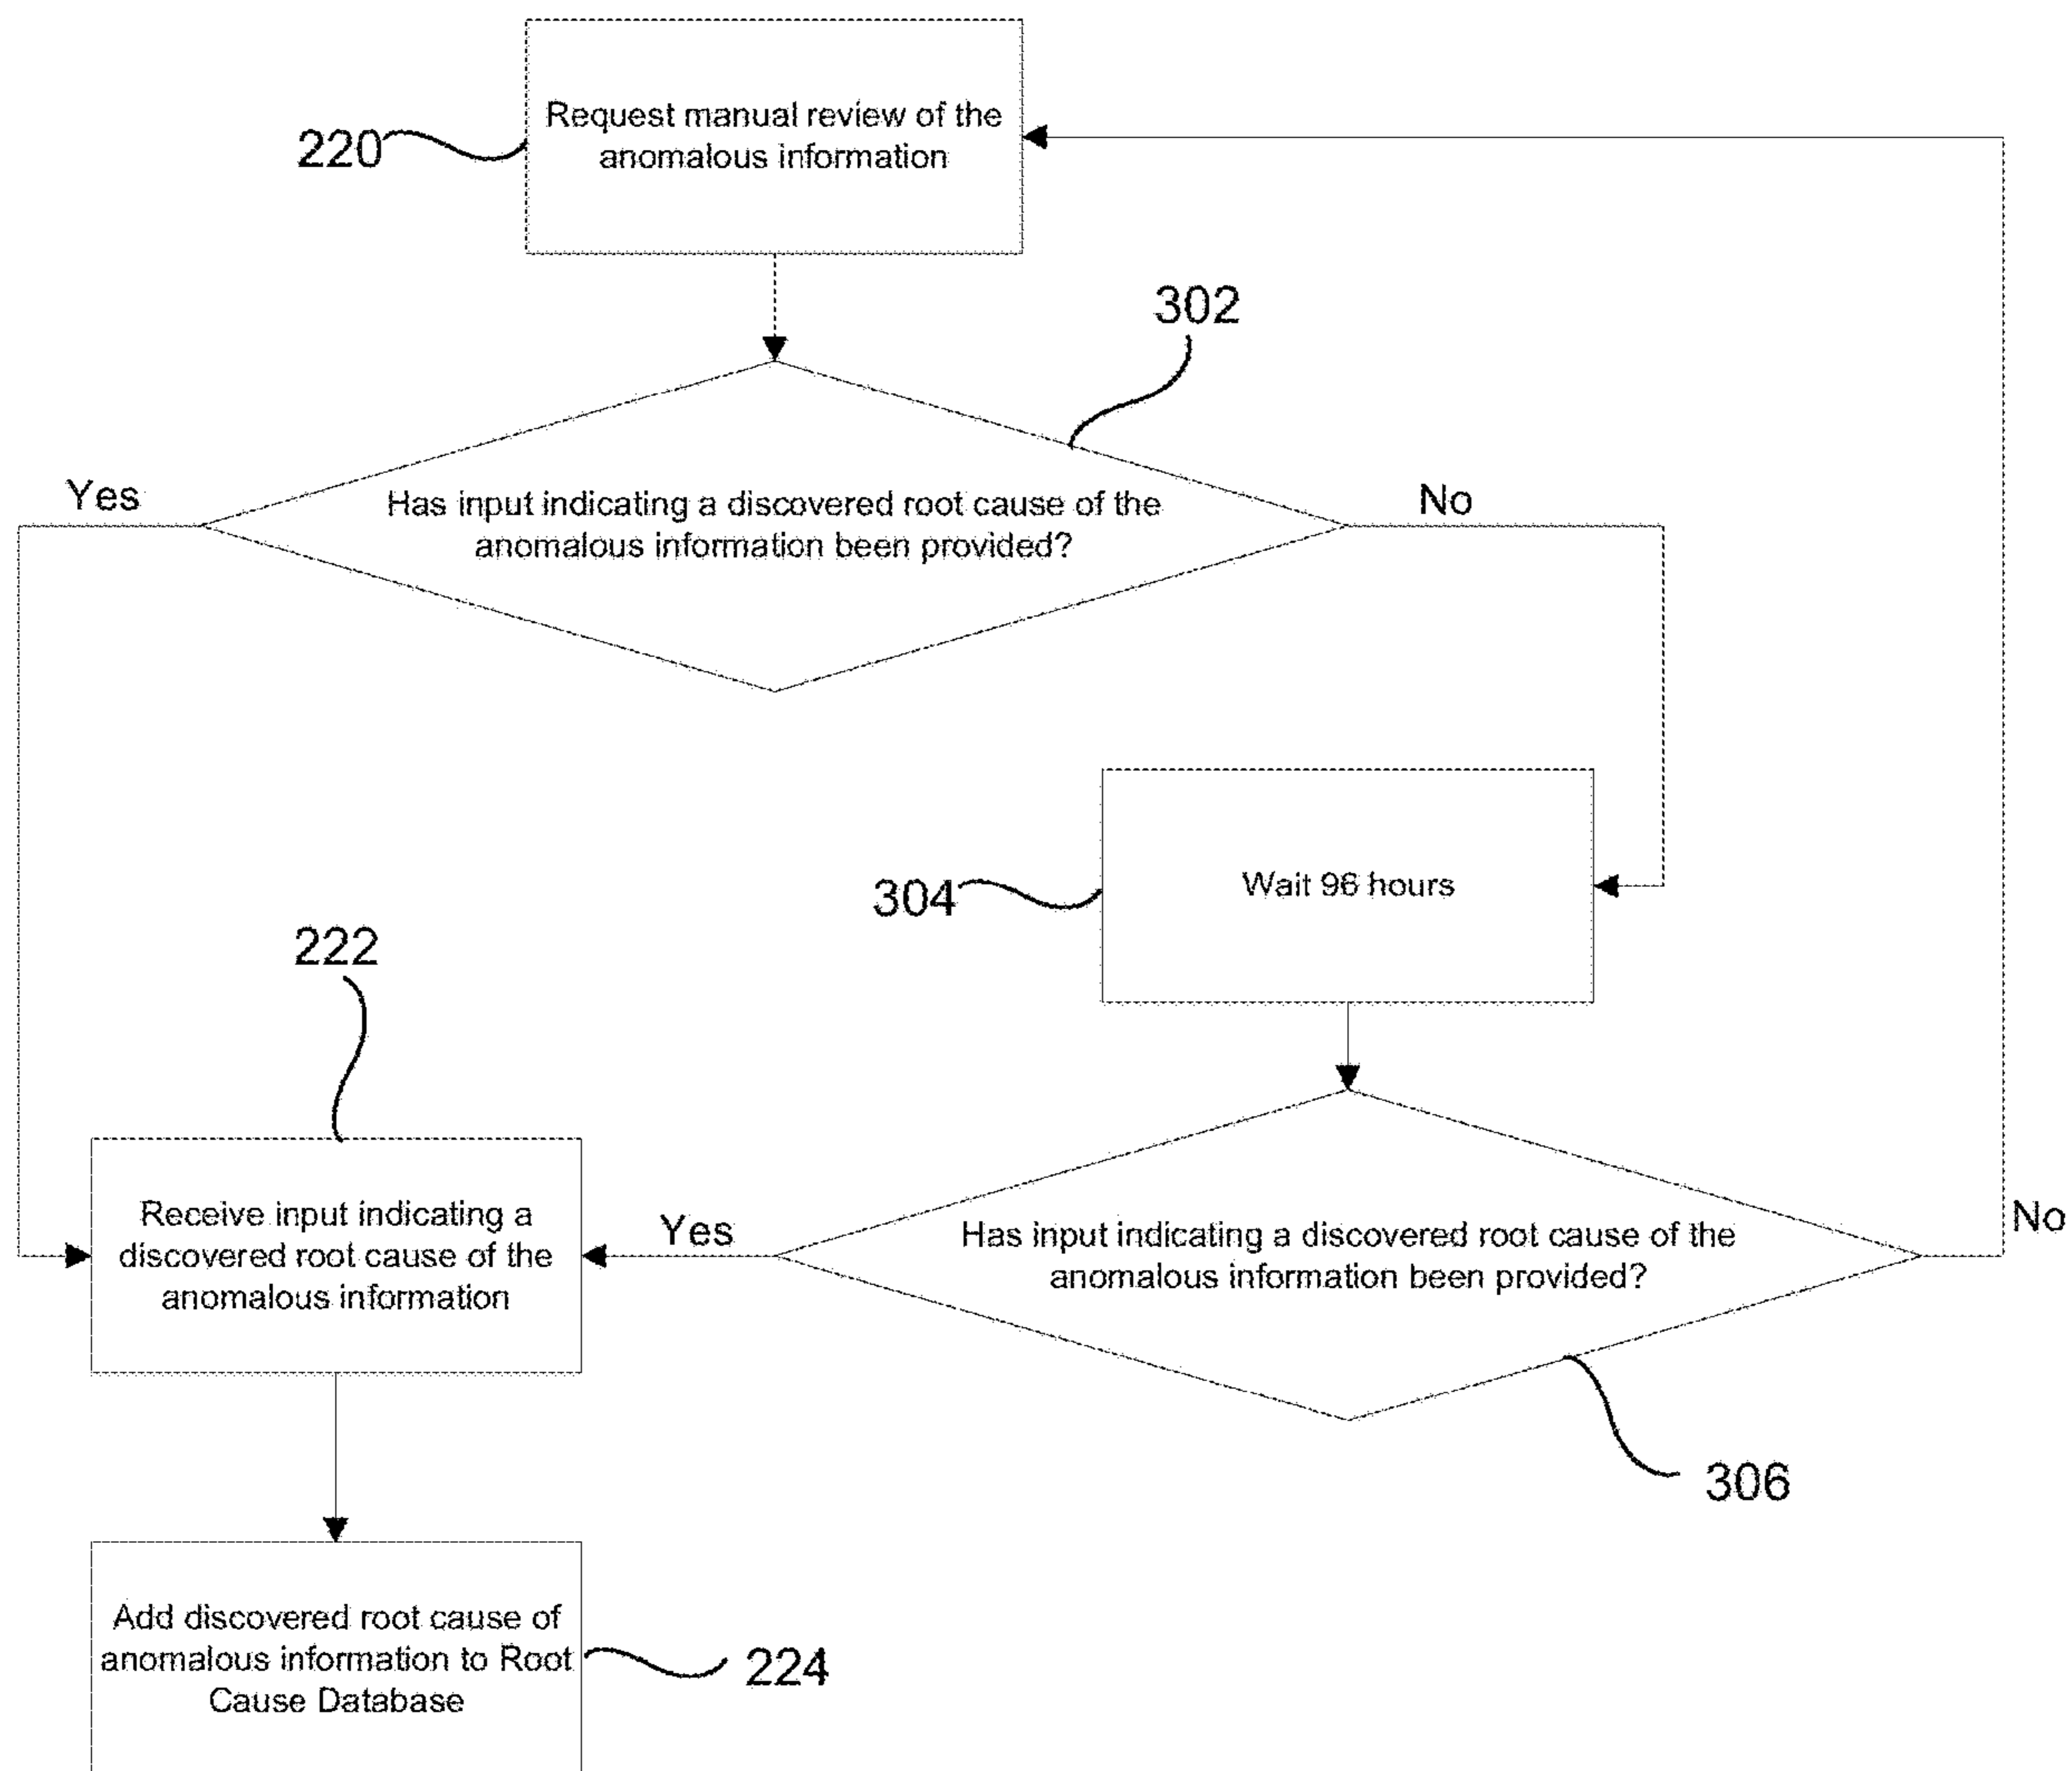 Request manual review of the
anomalous information
220
302
Yes
Has input indicating a discovered root cause of the
anomalous information been provided?
No
304
Wait 96 hours
222
Receive input indicating a
discovered root cause of the
anomalous information
Yes
Has input indicating a discovered root cause of the
anomalous information been provided?
No
306
Add discovered root cause of
anomalous information to Root
Cause Database
224